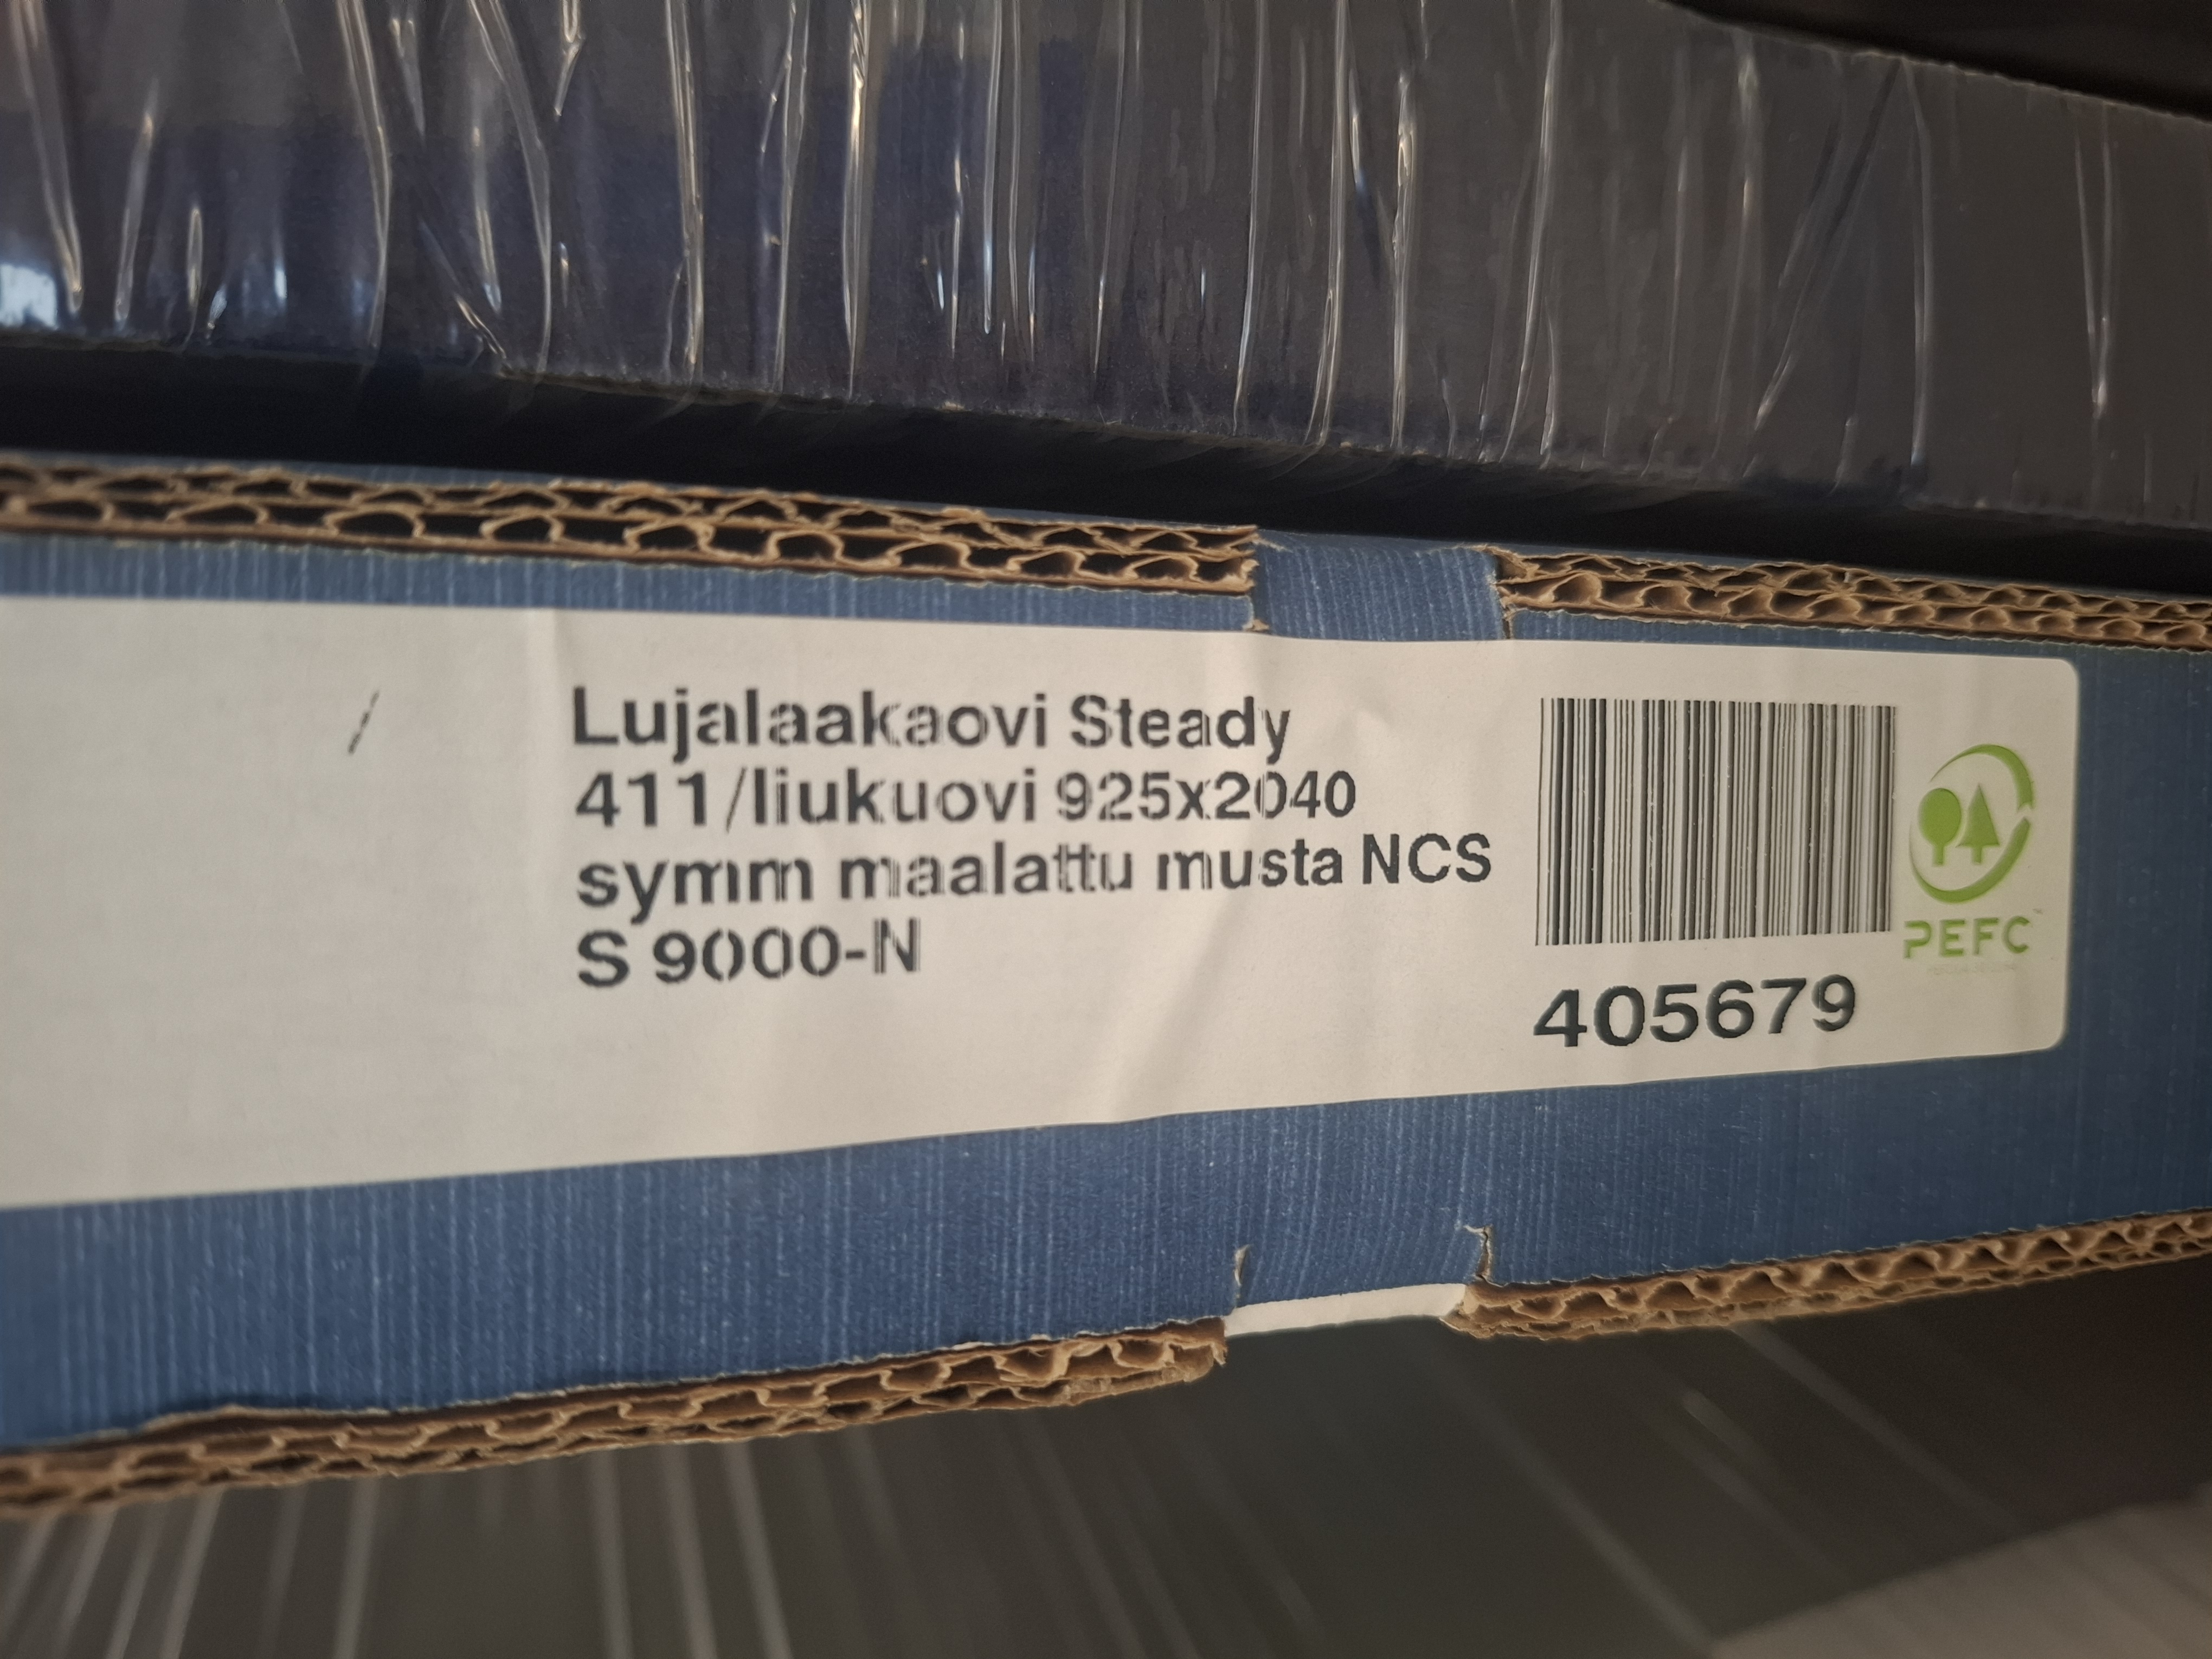 Lujalaakaovi Steady
411/liukuovi 925x2040
symm maalattu musta NCS
S 9000-N
405679
PEFC